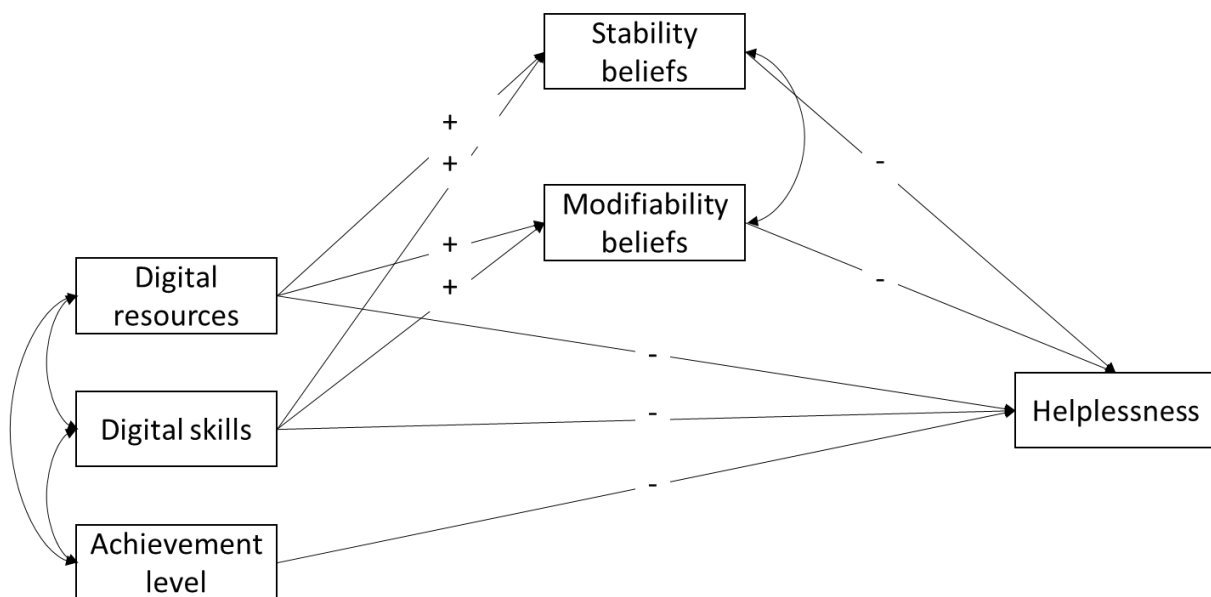 Stability
beliefs
+
+
-
Modifiability
beliefs
+
+
-
Digital
resources
-
Digital skills
-
Helplessness
-
Achievement
level